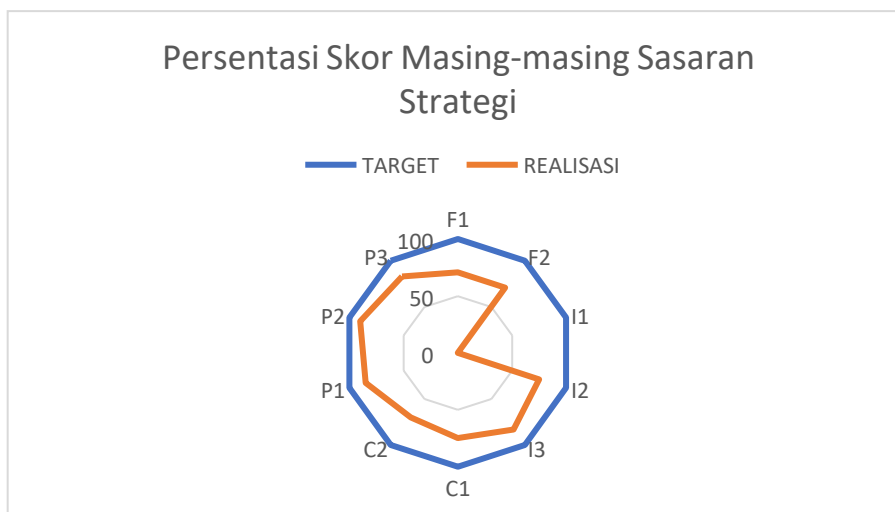 Persentasi Skor Masing-masing Sasaran
Strategi
TARGET REALISASI
F1
100
P3
F2
50
P2
I1
0
P1
I2
C2
I3
C1